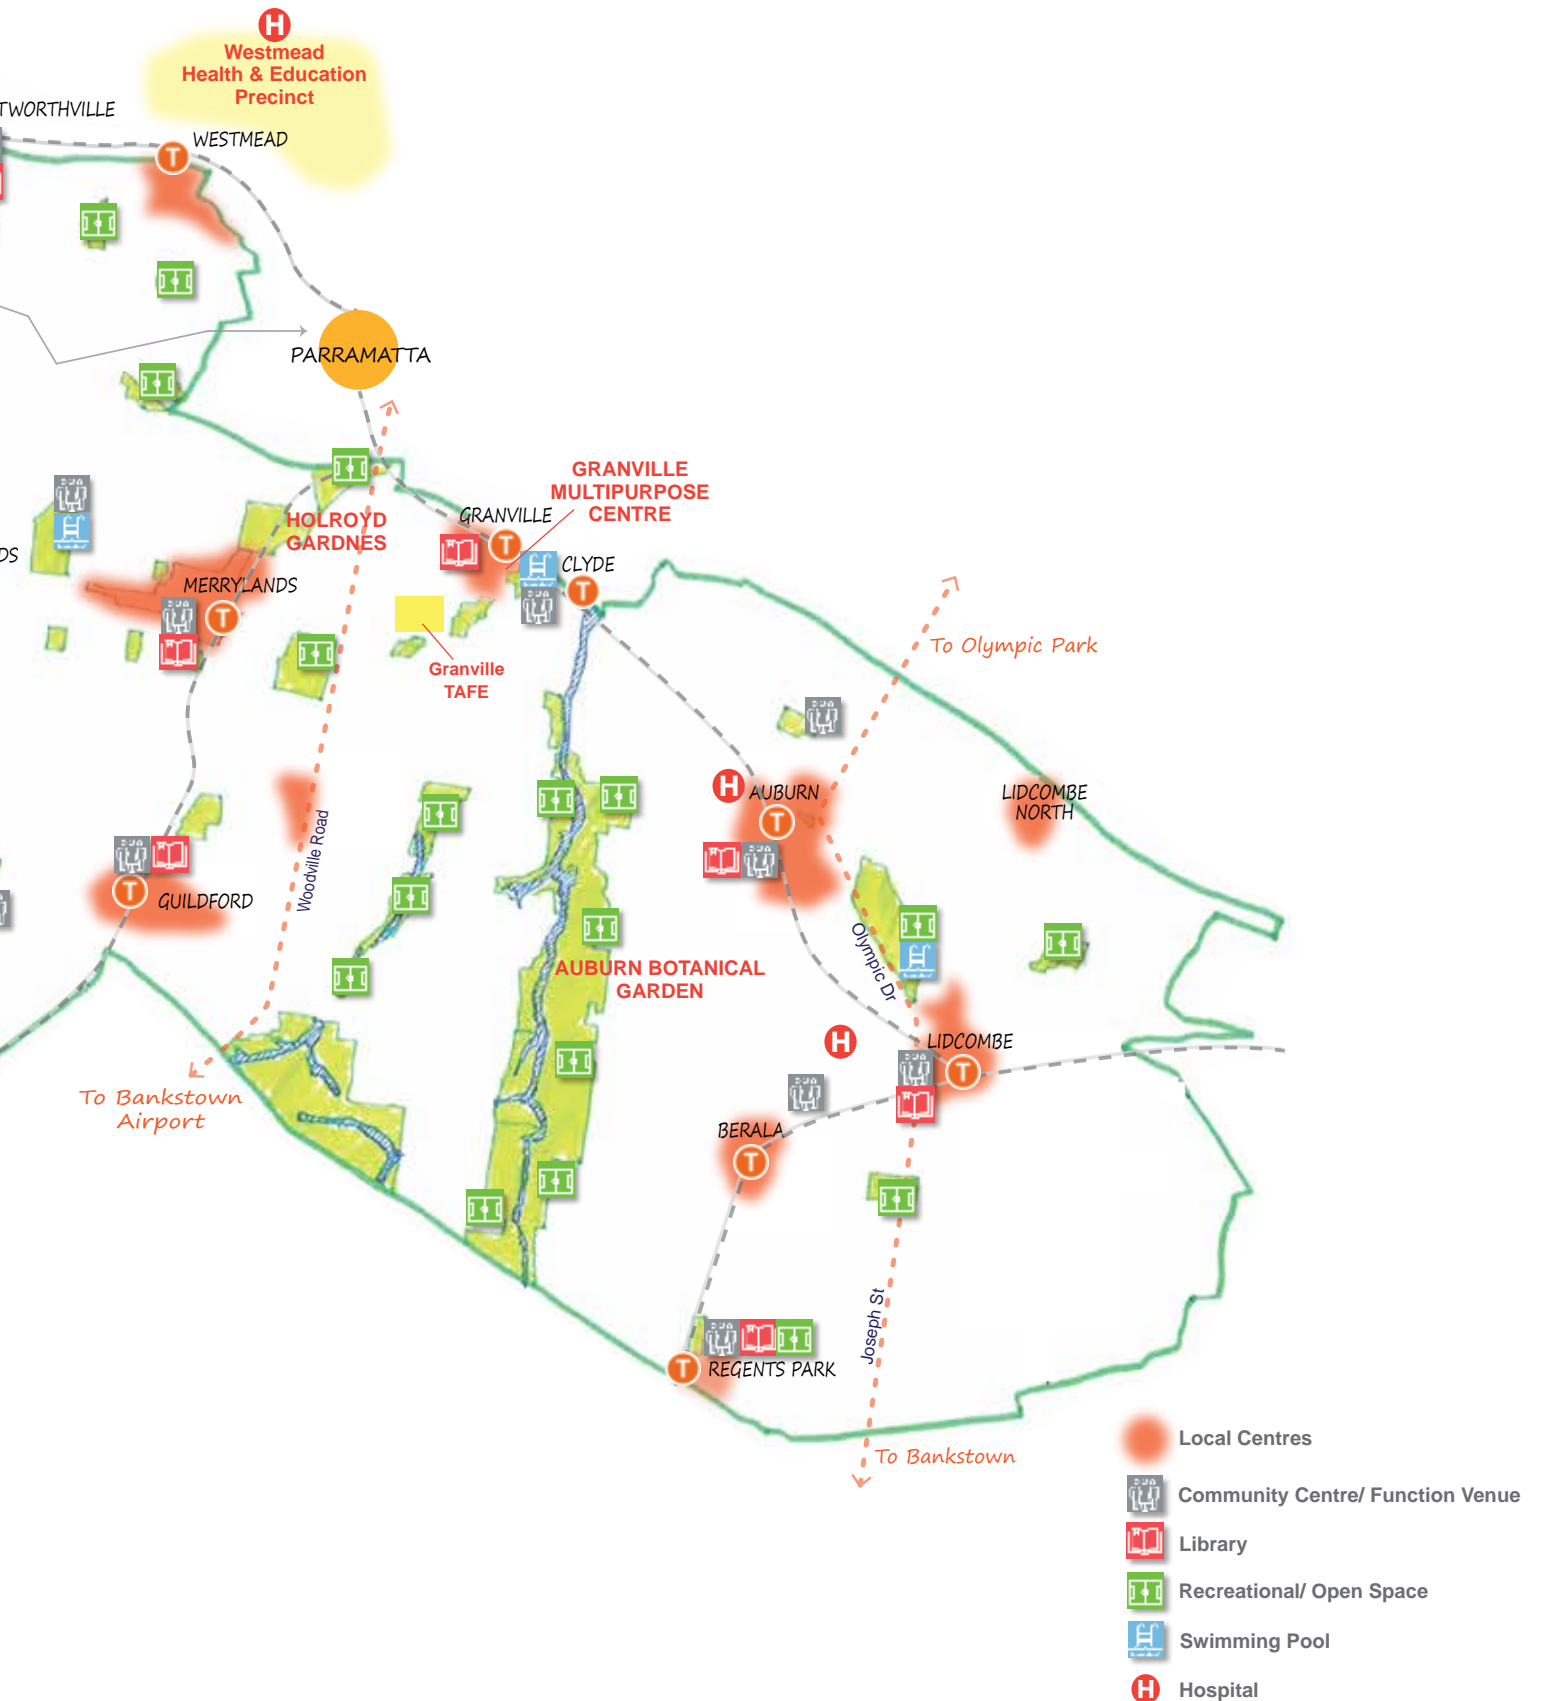 H
Westmead
Health & Education
Precinct
TWORTHVILLE
WESTMEAD
T
PARRAMATTA
GRANVILLE
MULTIPURPOSE
CENTRE
GRANVILLE
HOLROYD
GARDNES
T
DS
CLYDE
T
MERRYLANDS
T
Granville
TAFE
To Olympic Park
H
AUBURN
T
LIDCOMBE
NORTH
Woodville Road
T
GUILDFORD
Olympic Dr
AUBURN BOTANICAL
GARDEN
H
LIDCOMBE
T
To Bankstown
Airport
BERALA
T
Joseph St
T
REGENTS PARK
To Bankstown
Local Centres
Community Centre/ Function Venue
Library
Recreational/ Open Space
Swimming Pool
H
Hospital